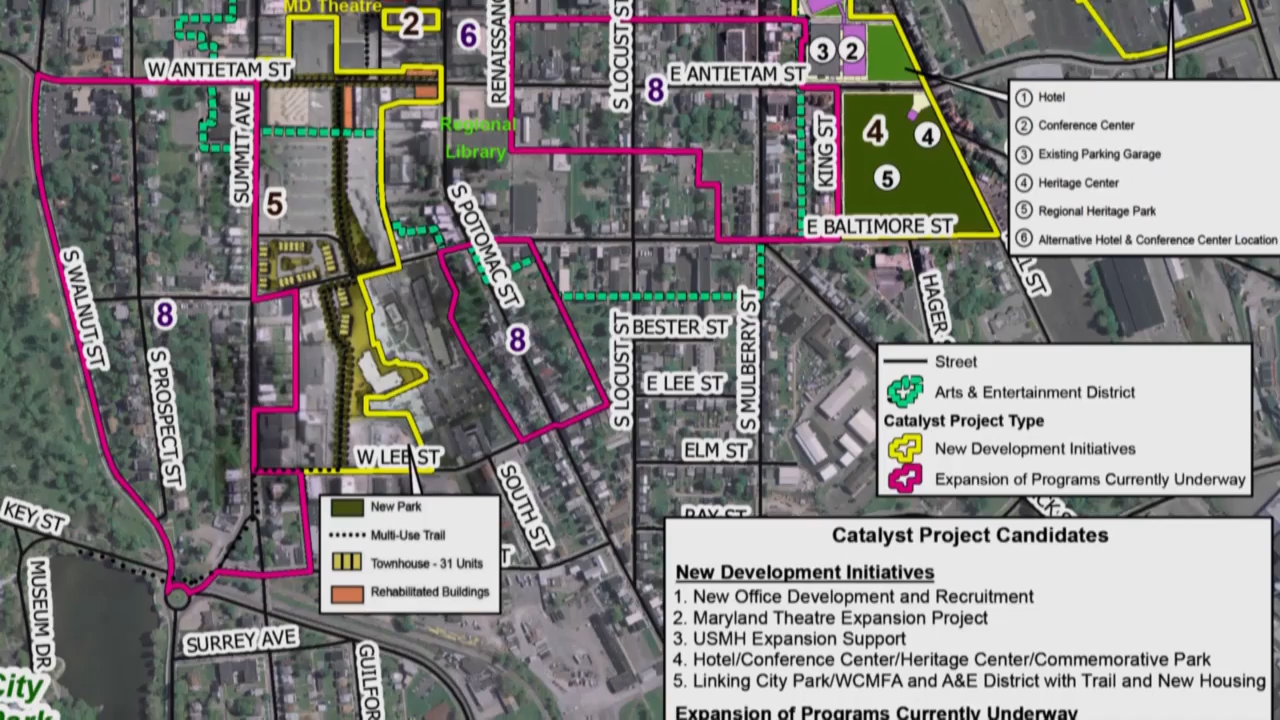 MD Theatre
2
6
RENAISSANC
S LOCUST ST
3
2
W ANTIETAM ST
E ANTIETAM ST
8
SUMMIT AVE
Regional
Library
KING ST
4
4
5
5
E BALTIMORE ST
1 Hotel
2 Conference Center
3 Existing Parking Garage
4 Heritage Center
5 Regional Heritage Park
6 Alternative Hotel & Conference Center Location
S POTOMAC ST
S WALNUT ST
HAGER
L ST
8
8
S PROSPECT ST
S LOCUST ST
BESTER ST
S MULBERRY ST
E LEE ST
ELM ST
W LEE ST
SOUTH ST
Street
Arts & Entertainment District
Catalyst Project Type
New Development Initiatives
Expansion of Programs Currently Underway
KEY ST
MUSEUM DR
New Park
Multi-Use Trail
Townhouse - 31 Units
Rehabilitated Buildings
T
RAY ST
SURREY AVE
GUILFOR
City
Park
Catalyst Project Candidates
New Development Initiatives
1. New Office Development and Recruitment
2. Maryland Theatre Expansion Project
3. USMH Expansion Support
4. Hotel/Conference Center/Heritage Center/Commemorative Park
5. Linking City Park/WCMFA and A&E District with Trail and New Housing
Expansion of Programs Currently Underway